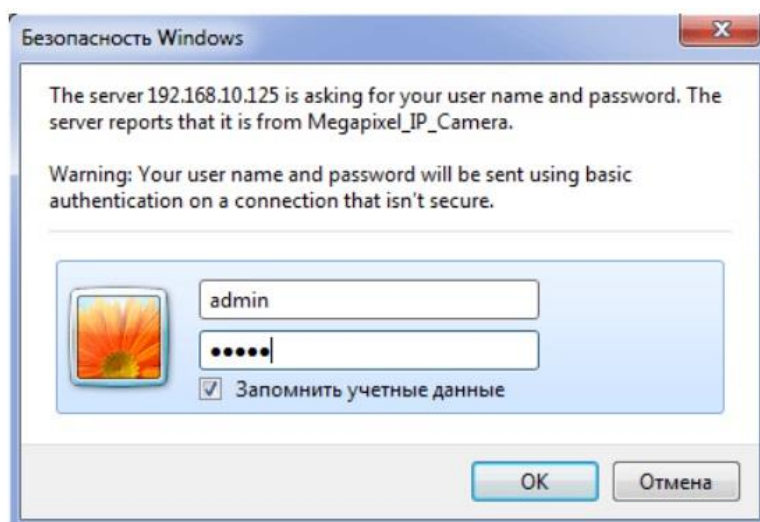 Безопасность Windows
The server 192.168.10.125 is asking for your user name and password. The
server reports that it is from Megapixel_IP_Camera.
Warning: Your user name and password will be sent using basic
authentication on a connection that isn't secure.
admin
•••••
Запомнить учетные данные
OK
Отмена